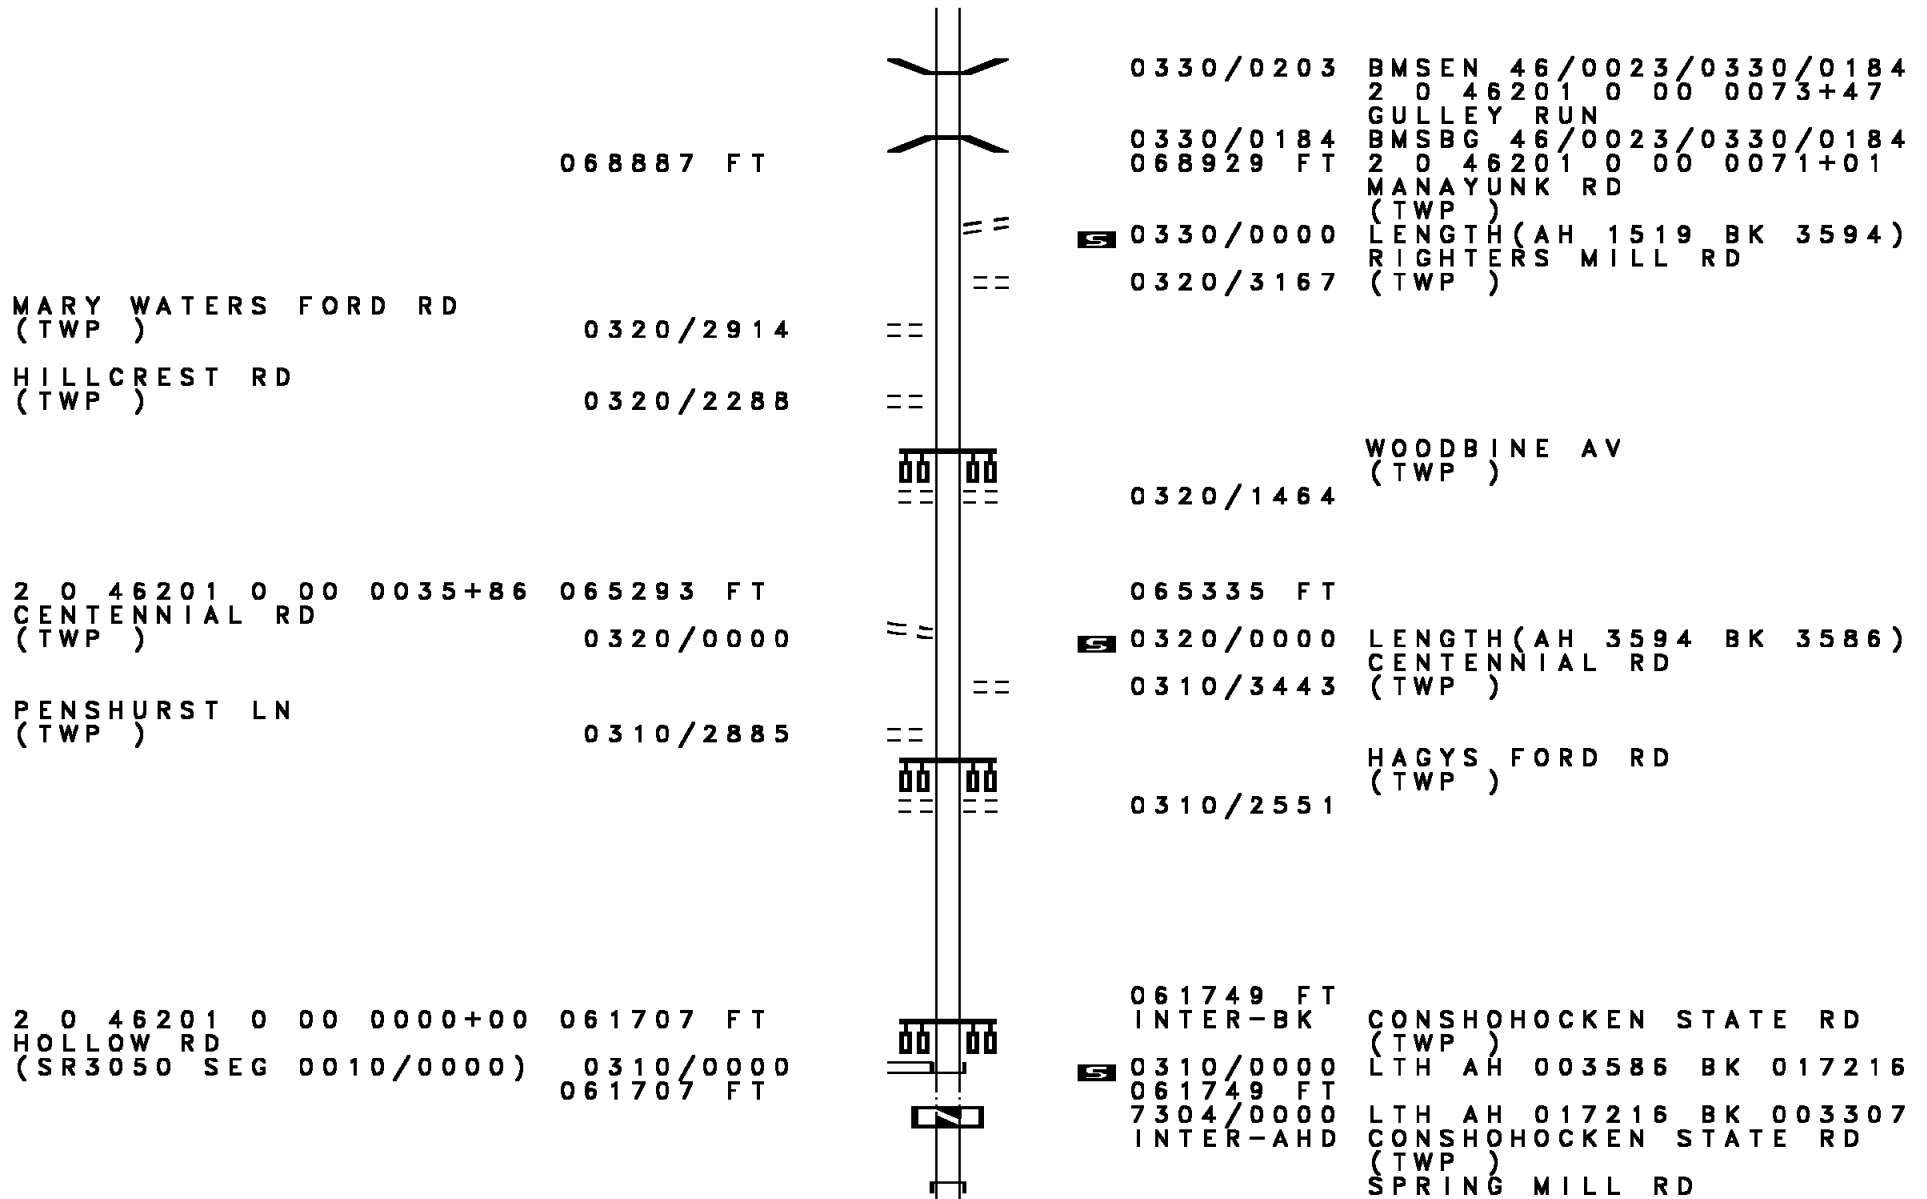 0330/0203 BMSEN 46/0023/0330/0184
2 0 46201 0 00 0073+47
GULLEY RUN
0330/0184 BMSBG 46/0023/0330/0184
068887 FT 068929 FT 2 0 46201 0 00 0071+01
MANAYUNK RD
(TWP )
S 0330/0000 LENGTH(AH 1519 BK 3594)
RIGHTERS MILL RD
0320/3167 (TWP )
MARY WATERS FORD RD
(TWP ) 0320/2914
HILLCREST RD
(TWP ) 0320/2288
WOODBINE AV
(TWP )
0320/1464
2 0 46201 0 00 0035+86 065293 FT 065335 FT
CENTENNIAL RD
(TWP ) 0320/0000 S 0320/0000 LENGTH(AH 3594 BK 3586)
CENTENNIAL RD
0310/3443 (TWP )
PENSHURST LN
(TWP ) 0310/2885
HAGYS FORD RD
(TWP )
0310/2551
061749 FT
2 0 46201 0 00 0000+00 061707 FT INTER-BK CONSHOHOCKEN STATE RD
HOLLOW RD (TWP )
(SR3050 SEG 0010/0000) 0310/0000 S 0310/0000 LTH AH 003586 BK 017216
061707 FT 061749 FT
7304/0000 LTH AH 017216 BK 003307
INTER-AHD CONSHOHOCKEN STATE RD
(TWP )
SPRING MILL RD